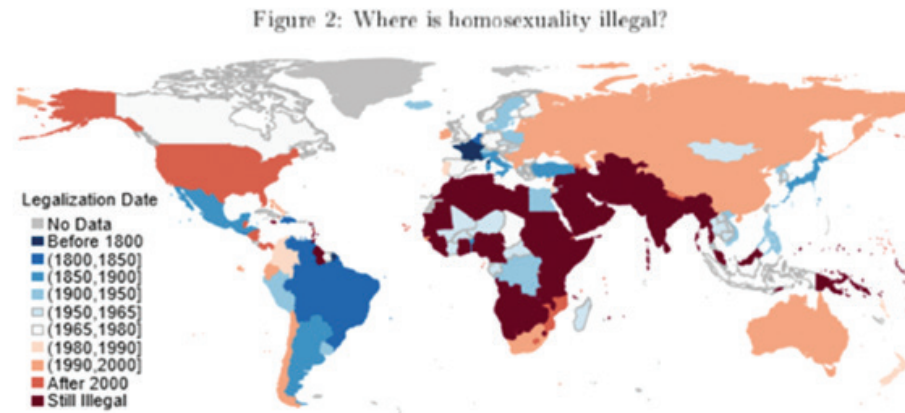 Figure 2: Where is homosexuality illegal?
Legalization Date
No Data
Before 1800
(1800,1850]
(1850,1900]
(1900,1950]
(1950,1965]
(1965,1980]
(1980,1990]
(1990,2000]
After 2000
Still Illegal